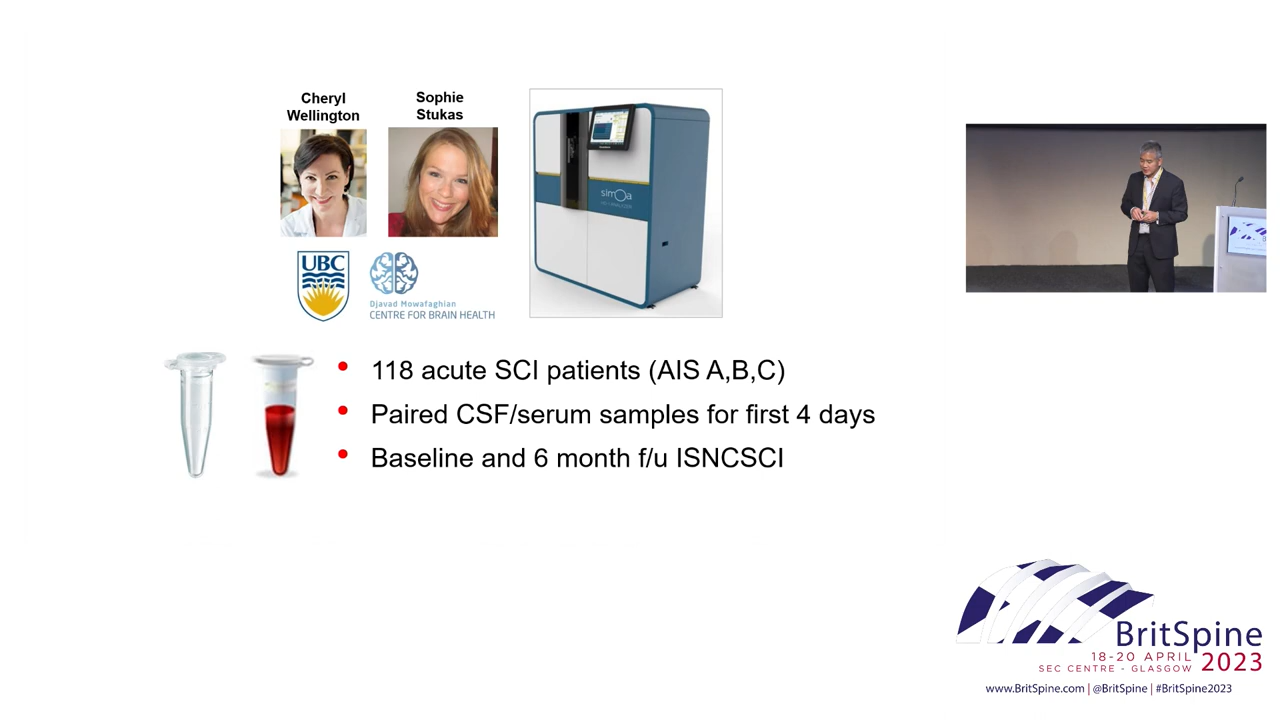 Cheryl
Wellington
Sophie
Stukas
simoa
UBC
Djavad Mowafaghian
CENTRE FOR BRAIN HEALTH
• 118 acute SCI patients (AIS A,B,C)
• Paired CSF/serum samples for first 4 days
• Baseline and 6 month f/u ISNCSCI
BritSpine
18-20 APRIL
SEC CENTRE - GLASGOW
2023
www.BritSpine.com | @BritSpine | #BritSpine2023